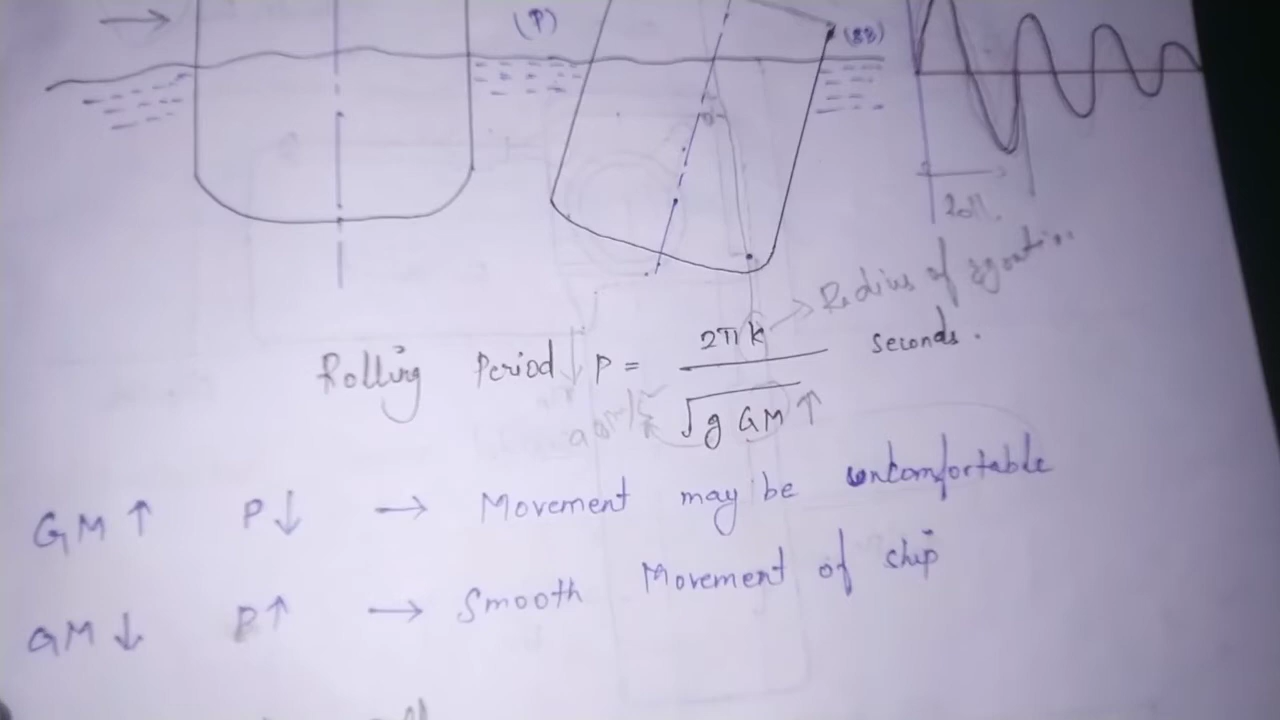 (P)
(SB)
Roll.
Radius of gyration.
Rolling Period ↓ P = 2πk / √g GM ↑ seconds.
GM ↑ P ↓ → Movement may be uncomfortable
GM ↓ P ↑ → Smooth Movement of ship